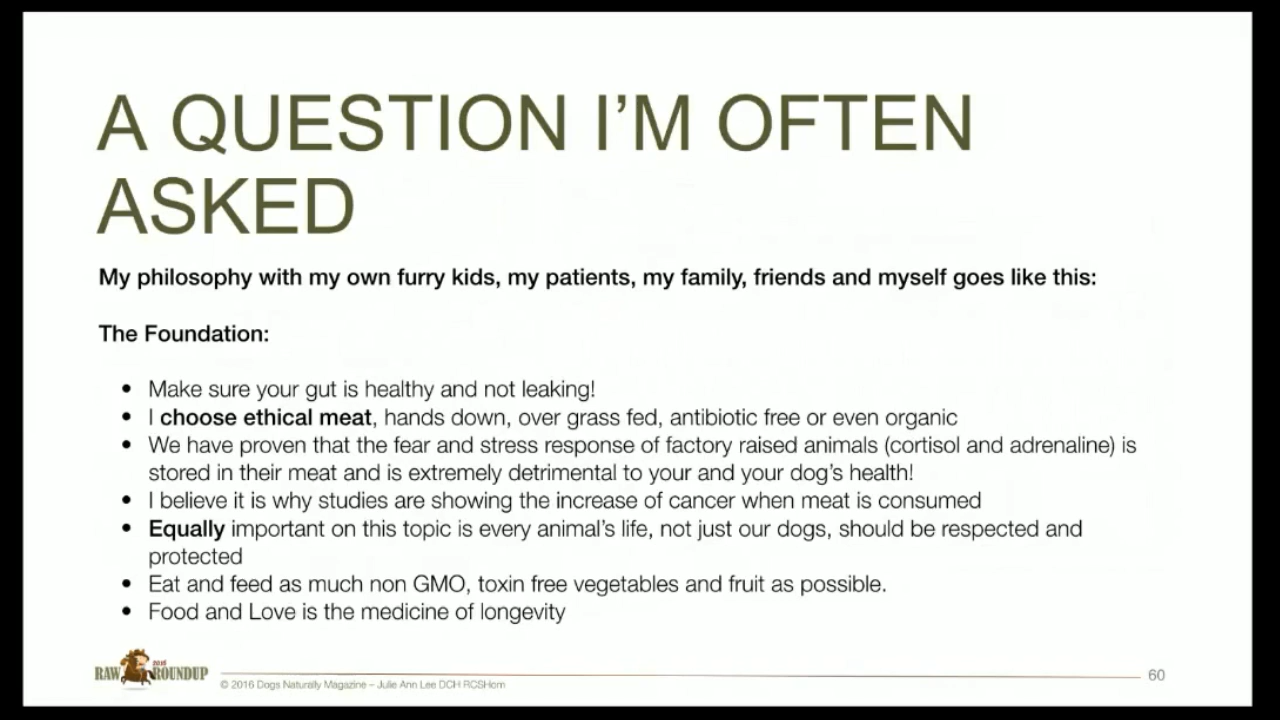 A QUESTION I'M OFTEN
ASKED
My philosophy with my own furry kids, my patients, my family, friends and myself goes like this:
The Foundation:
• Make sure your gut is healthy and not leaking!
• I choose ethical meat, hands down, over grass fed, antibiotic free or even organic
• We have proven that the fear and stress response of factory raised animals (cortisol and adrenaline) is
stored in their meat and is extremely detrimental to your and your dog's health!
• I believe it is why studies are showing the increase of cancer when meat is consumed
• Equally important on this topic is every animal's life, not just our dogs, should be respected and
protected
• Eat and feed as much non GMO, toxin free vegetables and fruit as possible.
• Food and Love is the medicine of longevity
2016
RAW ROUNDUP
© 2016 Dogs Naturally Magazine – Julie Ann Lee DCH RCSHom
60